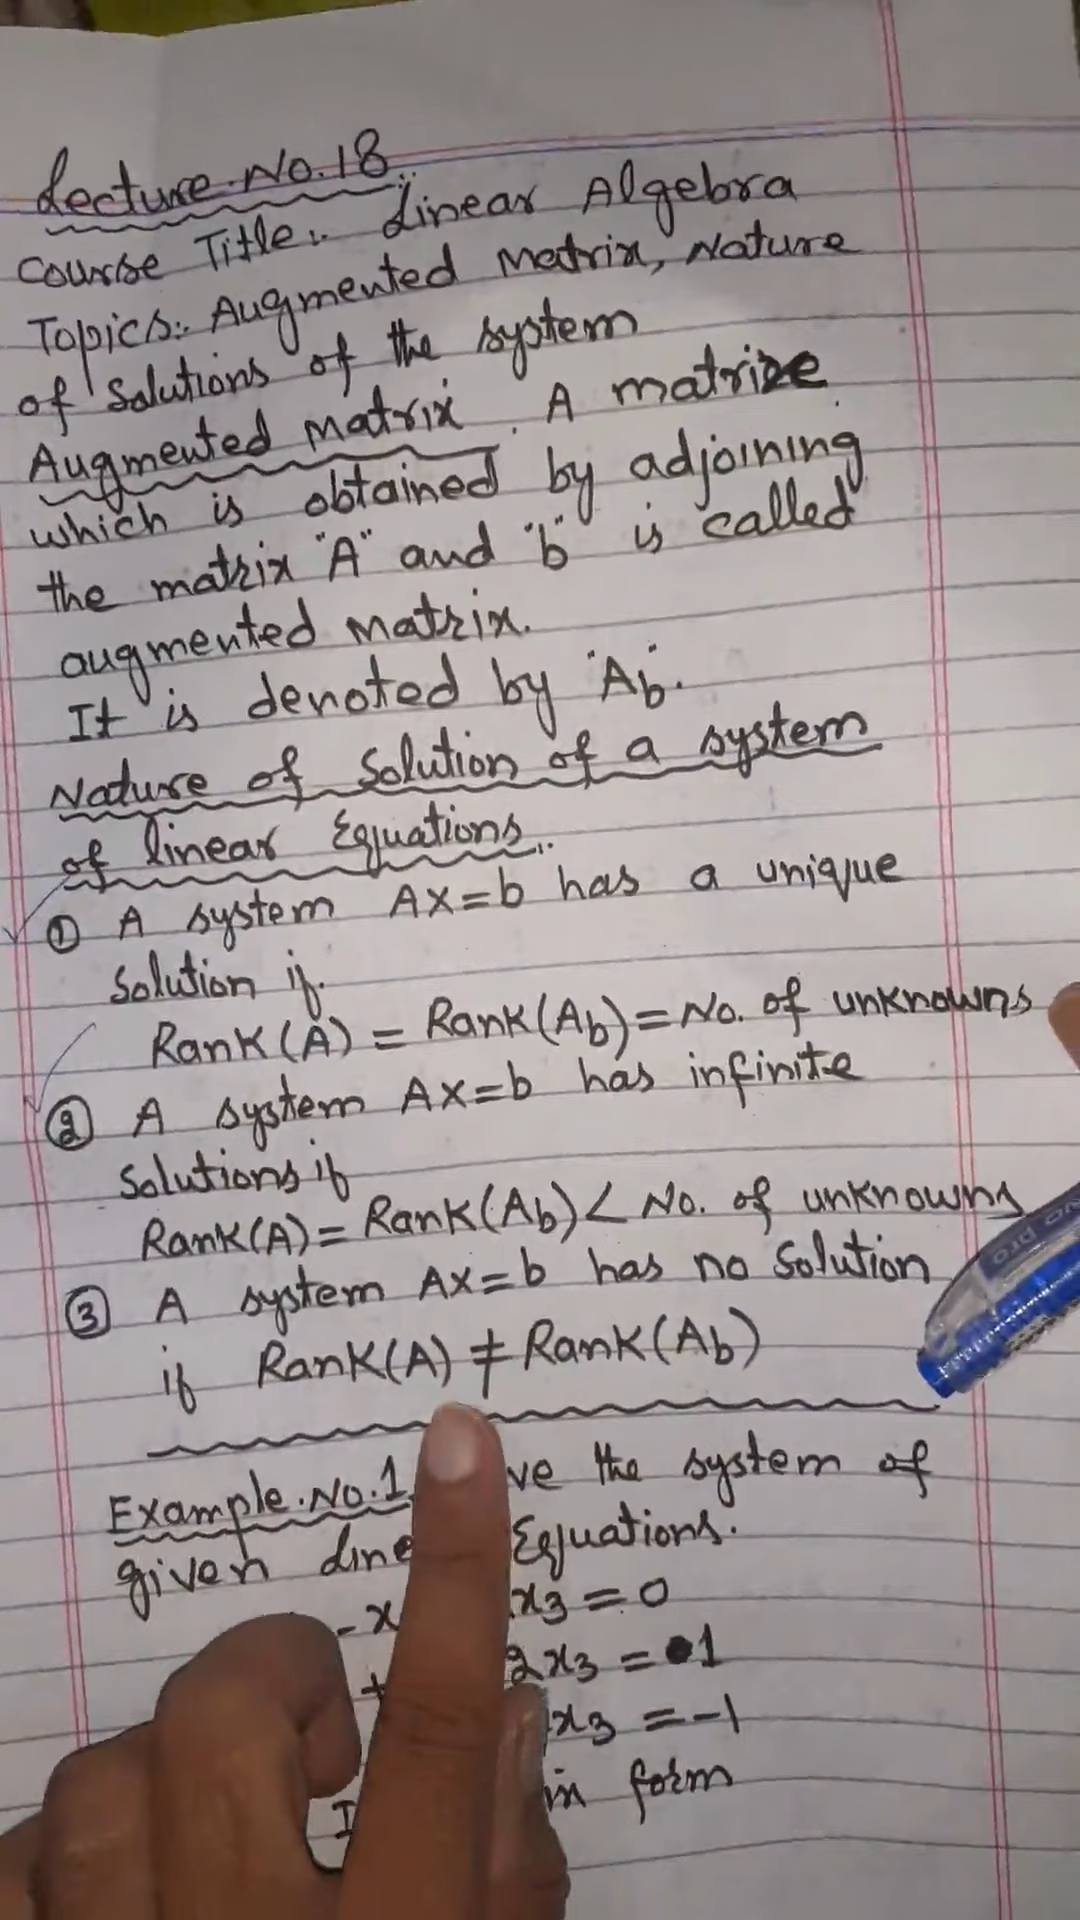 Lecture.No.18
Course Title:. Linear Algebra
Topics:. Augmented Matrix, Nature
of Solutions of the system
Augmented Matrix. A matrix
which is obtained by adjoining
the matrix "A" and "b" is called
augmented Matrix.
It is denoted by "Ab".
Nature of Solution of a system
of linear Equations:.
① A system AX=b has a unique
Solution if.
Rank(A) = Rank(Ab) = No. of unknowns
② A system AX=b has infinite
Solutions if
Rank(A) = Rank(Ab) < No. of unknowns
③ A system AX=b has no Solution
if Rank(A) ≠ Rank(Ab)
Example.No.1 the system of
given Equations.
-x x3 = 0
+ 2x3 = 1
x3 = -1
I in form
pro